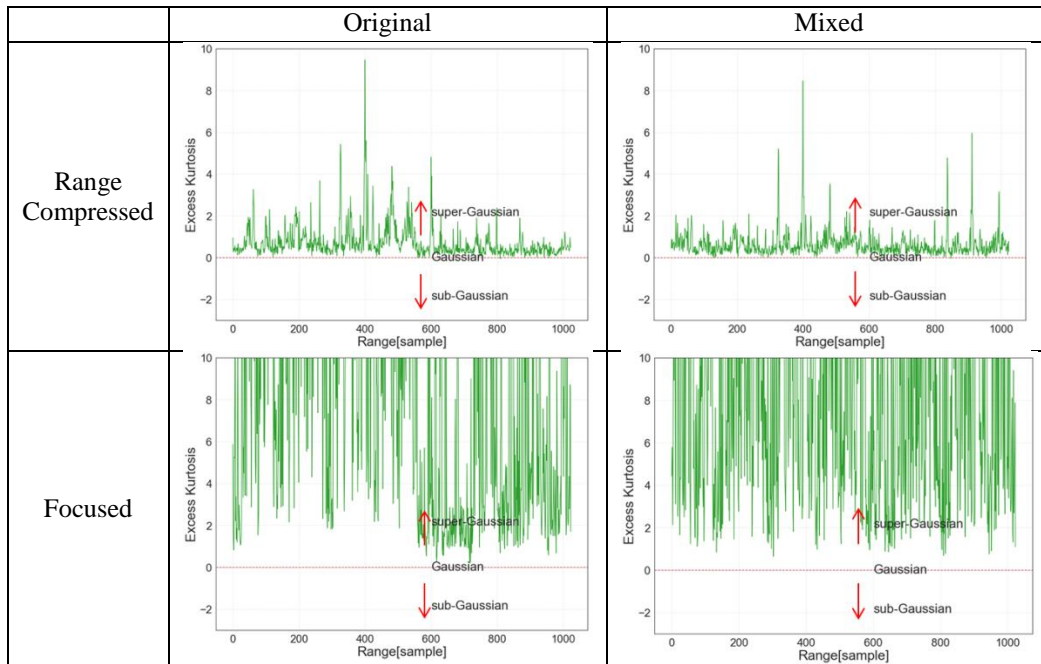 Original
Mixed
Range
Compressed
10
8
6
4
2
0
−2
Excess Kurtosis
super-Gaussian
Gaussian
sub-Gaussian
0
200
400
600
800
1000
Range[sample]
10
8
6
4
2
0
−2
Excess Kurtosis
super-Gaussian
Gaussian
sub-Gaussian
0
200
400
600
800
1000
Range[sample]
Focused
10
8
6
4
2
0
−2
Excess Kurtosis
super-Gaussian
Gaussian
sub-Gaussian
0
200
400
600
800
1000
Range[sample]
10
8
6
4
2
0
−2
Excess Kurtosis
super-Gaussian
Gaussian
sub-Gaussian
0
200
400
600
800
1000
Range[sample]